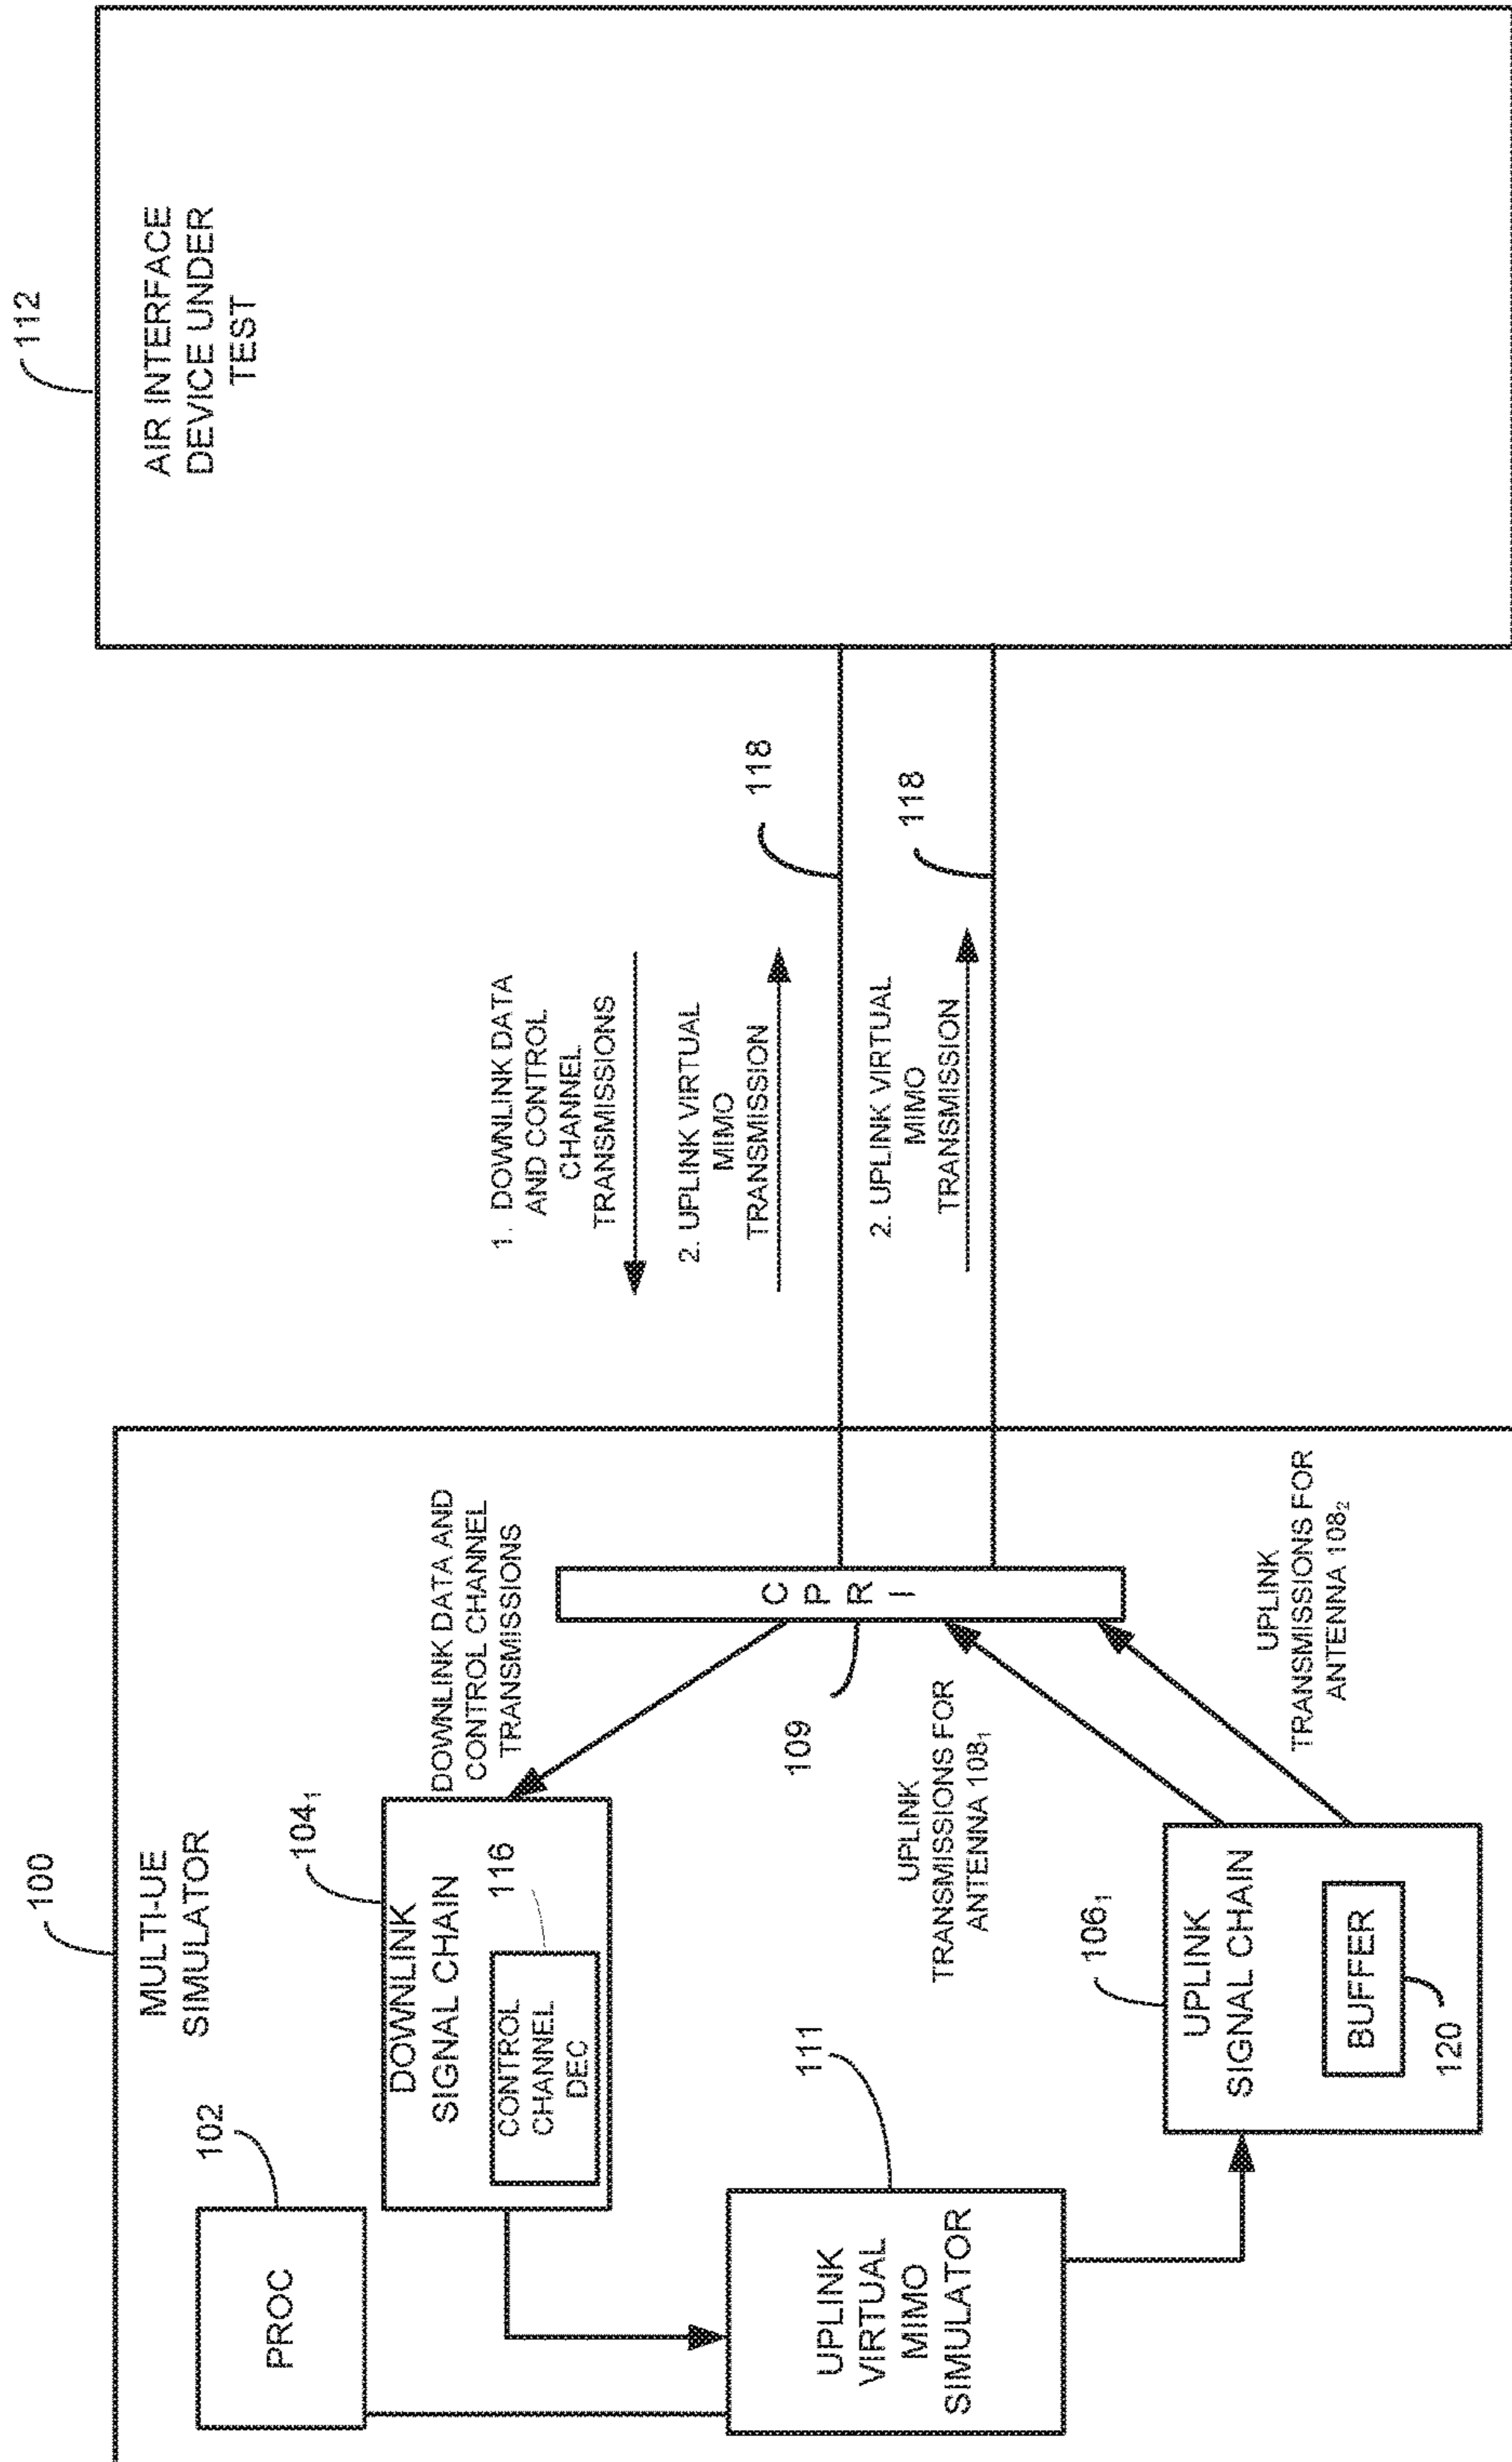 100
MULTI-UE
SIMULATOR
102
PROC
104₁
DOWNLINK
SIGNAL CHAIN
116
CONTROL
CHANNEL
DEC
DOWNLINK DATA AND
CONTROL CHANNEL
TRANSMISSIONS
111
UPLINK
VIRTUAL
MIMO
SIMULATOR
109
CPRI
UPLINK
TRANSMISSIONS FOR
ANTENNA 108₁
106₁
UPLINK
SIGNAL CHAIN
BUFFER
120
UPLINK
TRANSMISSIONS FOR
ANTENNA 108₂
1. DOWNLINK DATA
AND CONTROL
CHANNEL
TRANSMISSIONS
2. UPLINK VIRTUAL
MIMO
TRANSMISSION
118
2. UPLINK VIRTUAL
MIMO
TRANSMISSION
118
112
AIR INTERFACE
DEVICE UNDER
TEST